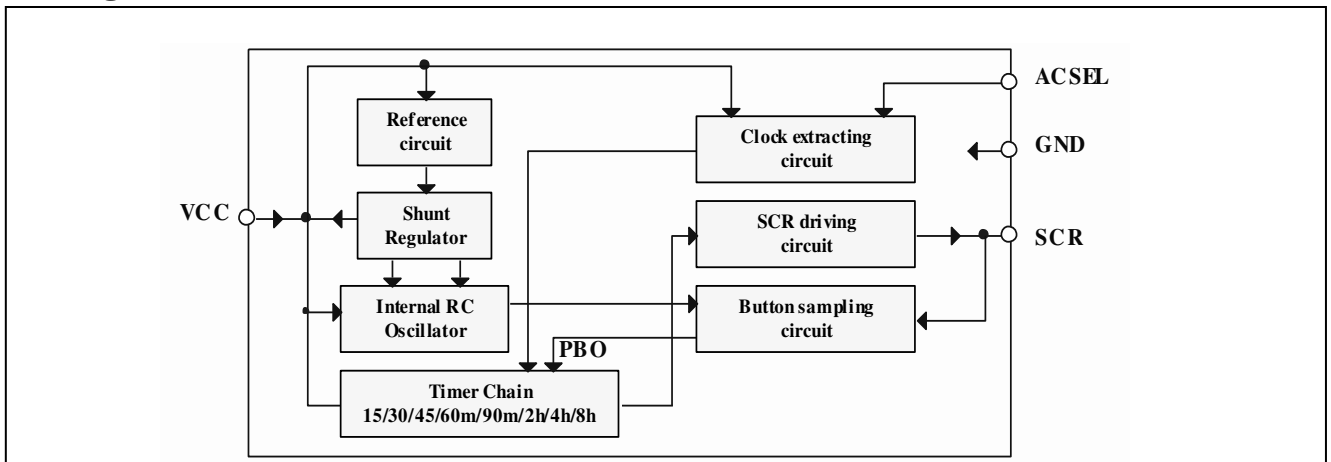 ACSEL
Reference
circuit
Clock extracting
circuit
GND
VCC
Shunt
Regulator
SCR driving
circuit
SCR
Internal RC
Oscillator
Button sampling
circuit
PBO
Timer Chain
15/30/45/60m/90m/2h/4h/8h